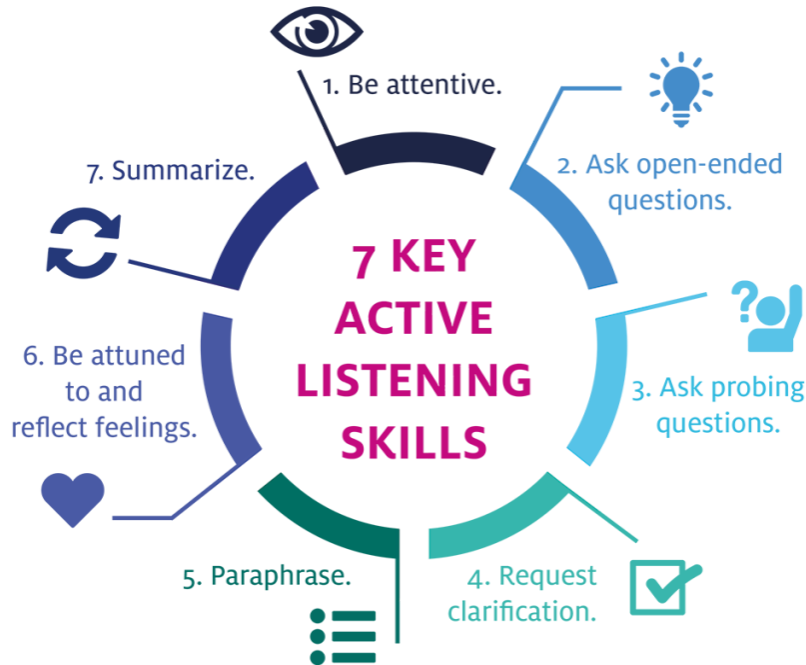 1. Be attentive.
2. Ask open-ended
questions.
3. Ask probing
questions.
4. Request
clarification.
5. Paraphrase.
6. Be attuned
to and
reflect feelings.
7. Summarize.
7 KEY
ACTIVE
LISTENING
SKILLS
?